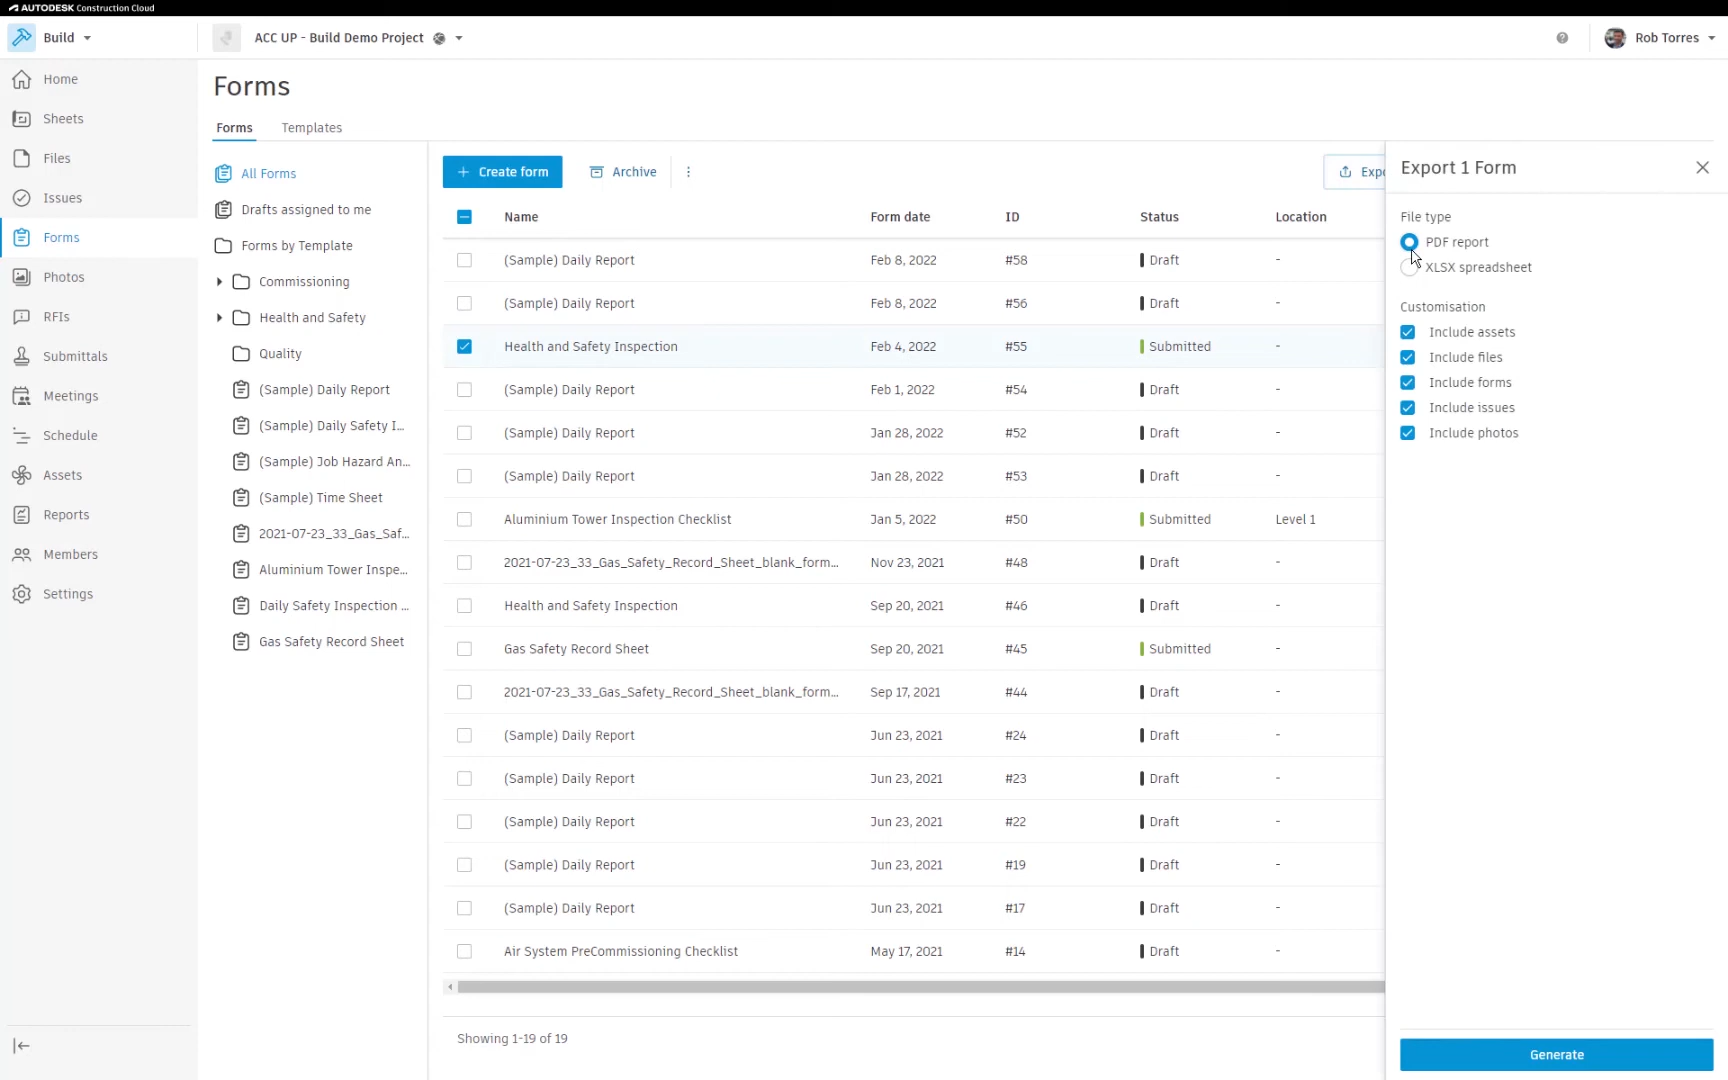 AUTODESK Construction Cloud
Build
ACC UP - Build Demo Project
Rob Torres
Home
Sheets
Files
Issues
Forms
Photos
RFIs
Submittals
Meetings
Schedule
Assets
Reports
Members
Settings
Forms
Forms Templates
All Forms
Drafts assigned to me
Forms by Template
Commissioning
Health and Safety
Quality
(Sample) Daily Report
(Sample) Daily Safety I...
(Sample) Job Hazard An...
(Sample) Time Sheet
2021-07-23_33_Gas_Saf...
Aluminium Tower Inspe...
Daily Safety Inspection ...
Gas Safety Record Sheet
+ Create form Archive
Expo
Name Form date ID Status Location
(Sample) Daily Report Feb 8, 2022 #58 Draft -
(Sample) Daily Report Feb 8, 2022 #56 Draft -
Health and Safety Inspection Feb 4, 2022 #55 Submitted -
(Sample) Daily Report Feb 1, 2022 #54 Draft -
(Sample) Daily Report Jan 28, 2022 #52 Draft -
(Sample) Daily Report Jan 28, 2022 #53 Draft -
Aluminium Tower Inspection Checklist Jan 5, 2022 #50 Submitted Level 1
2021-07-23_33_Gas_Safety_Record_Sheet_blank_form... Nov 23, 2021 #48 Draft -
Health and Safety Inspection Sep 20, 2021 #46 Draft -
Gas Safety Record Sheet Sep 20, 2021 #45 Submitted -
2021-07-23_33_Gas_Safety_Record_Sheet_blank_form... Sep 17, 2021 #44 Draft -
(Sample) Daily Report Jun 23, 2021 #24 Draft -
(Sample) Daily Report Jun 23, 2021 #23 Draft -
(Sample) Daily Report Jun 23, 2021 #22 Draft -
(Sample) Daily Report Jun 23, 2021 #19 Draft -
(Sample) Daily Report Jun 23, 2021 #17 Draft -
Air System PreCommissioning Checklist May 17, 2021 #14 Draft -
Showing 1-19 of 19
Export 1 Form
File type
PDF report
XLSX spreadsheet
Customisation
Include assets
Include files
Include forms
Include issues
Include photos
Generate